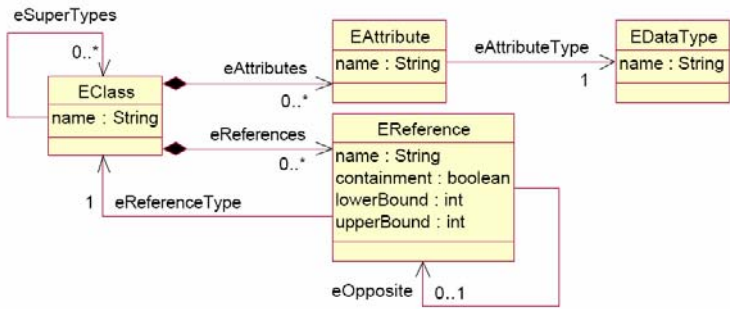 eSuperTypes
0..*
EClass
name : String
eAttributes
0..*
EAttribute
name : String
eAttributeType
1
EDataType
name : String
eReferences
0..*
EReference
name : String
containment : boolean
lowerBound : int
upperBound : int
1
eReferenceType
eOpposite
0..1